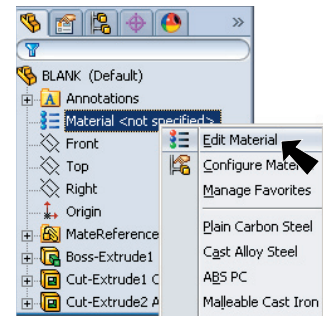 »
BLANK (Default)
A Annotations
Material <not specified>
Front
Top
Right
Origin
MateReference
Boss-Extrude1
Cut-Extrude1 C
Cut-Extrude2 A
Edit Material
Configure Mater
Manage Favorites
Plain Carbon Steel
Cast Alloy Steel
ABS PC
Malleable Cast Iron